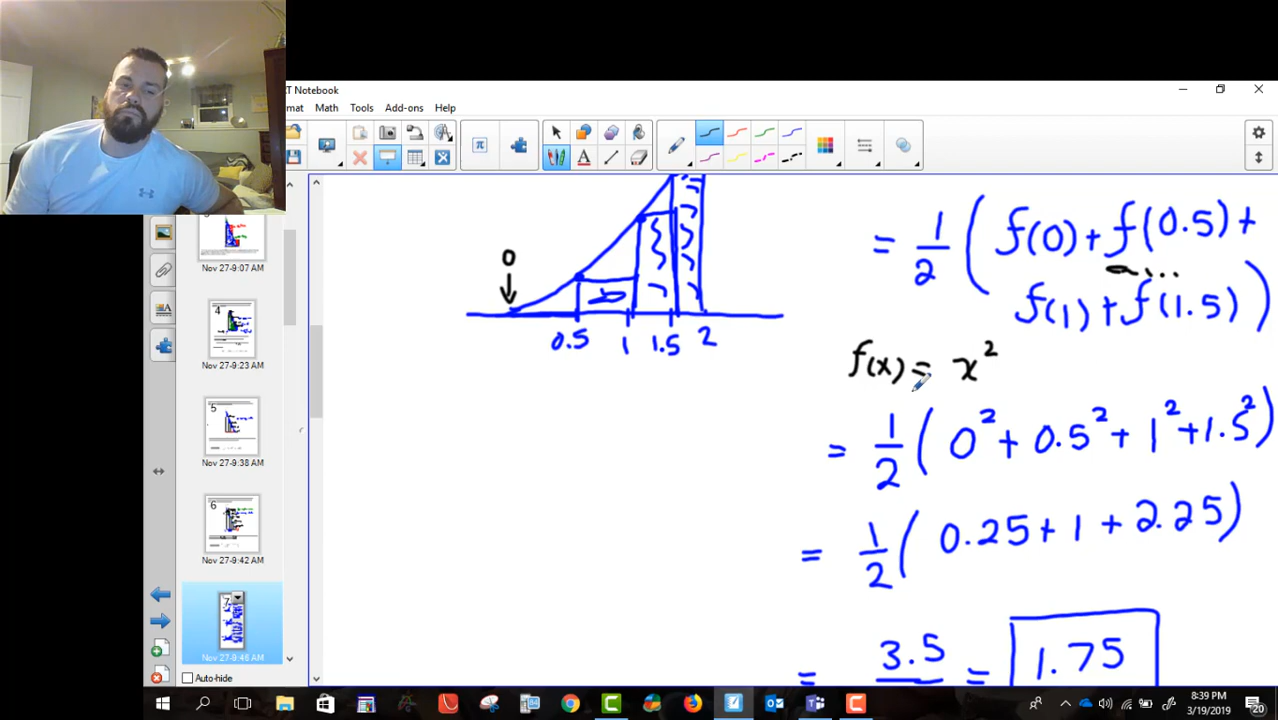 T Notebook
mat Math Tools Add-ons Help
Nov 27-9:07 AM
4
Nov 27-9:23 AM
5
Nov 27-9:38 AM
6
Nov 27-9:42 AM
7
Nov 27-9:46 AM
Auto-hide
π
A
0
0.5 1 1.5 2
= 1/2 ( f(0) + f(0.5) +
f(1) + f(1.5) )
f(x) = x²
= 1/2 ( 0² + 0.5² + 1² + 1.5² )
= 1/2 ( 0.25 + 1 + 2.25 )
= 3.5 = 1.75
8:39 PM
3/19/2019
20